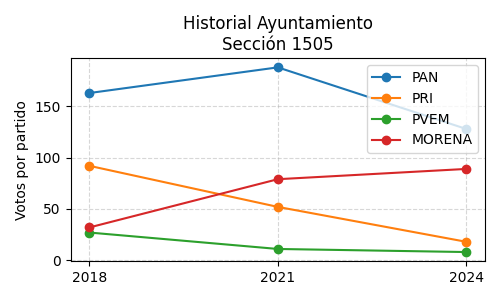 Historial Ayuntamiento
Sección 1505
Votos por partido
150
100
50
0
2018
2021
2024
PAN
PRI
PVEM
MORENA